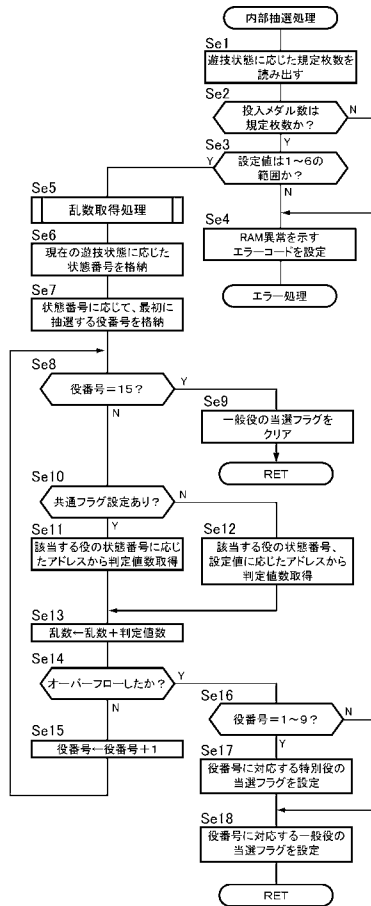 内部抽選処理
Se1
遊技状態に応じた規定枚数を
読み出す
Se2
投入メダル数は
規定枚数か？
N
Y
Se3
設定値は1～6の
範囲か？
Y
N
Se4
RAM異常を示す
エラーコードを設定
エラー処理
Se5
乱数取得処理
Se6
現在の遊技状態に応じた
状態番号を格納
Se7
状態番号に応じて、最初に
抽選する役番号を格納
Se8
役番号＝15？
Y
N
Se9
一般役の当選フラグを
クリア
RET
Se10
共通フラグ設定あり？
N
Y
Se11
該当する役の状態番号に応じ
たアドレスから判定値数取得
Se12
該当する役の状態番号、
設定値に応じたアドレスから
判定値数取得
Se13
乱数←乱数＋判定値数
Se14
オーバーフローしたか？
Y
N
Se15
役番号←役番号＋1
Se16
役番号＝1～9？
N
Y
Se17
役番号に対応する特別役の
当選フラグを設定
Se18
役番号に対応する一般役の
当選フラグを設定
RET